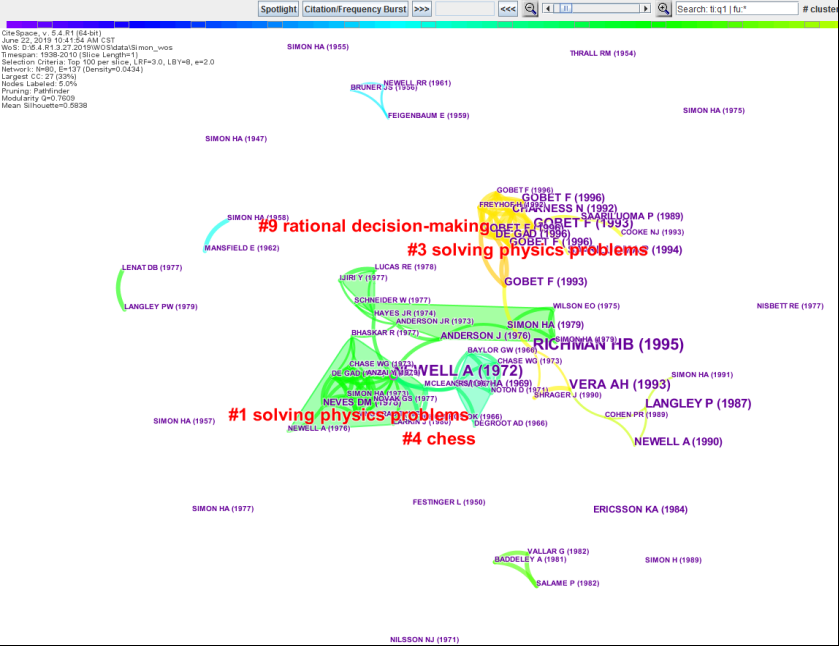 Spotlight Citation/Frequency Burst >>> <<< Search: ti:q1 | fu:* # cluster
CiteSpace, v. 5.4.R1 (64-bit)
June 22, 2019 10:41:54 AM CST
WoS: D:\5.4.R1.3.27.2019\WOS\data\Simon_wos
Timespan: 1938-2010 (Slice Length=1)
Selection Criteria: Top 100 per slice, LRF=3.0, LBY=8, e=2.0
Network: N=80, E=137 (Density=0.0434)
Largest CC: 27 (33%)
Nodes Labeled: 5.0%
Pruning: Pathfinder
Modularity Q=0.7609
Mean Silhouette=0.5838
SIMON HA (1955)
THRALL RM (1954)
NEWELL RR (1961)
BRUNER JS (1956)
FEIGENBAUM E (1959)
SIMON HA (1975)
SIMON HA (1947)
GOBET F (1996)
GOBET F (1996)
FREYHOF H (1992)
CHARNESS N (1992)
SAARILUOMA P (1989)
SIMON HA (1958)
GOBET F (1993)
#9 rational decision-making
COOKE NJ (1993)
DE GAD (1996)
GOBET F (1996)
MANSFIELD E (1962)
#3 solving physics problems
P (1994)
LENAT DB (1977)
LUCAS RE (1978)
IJIRI Y (1977)
GOBET F (1993)
SCHNEIDER W (1977)
LANGLEY PW (1979)
WILSON EO (1975)
NISBETT RE (1977)
HAYES JR (1974)
ANDERSON JR (1973)
SIMON HA (1979)
BHASKAR R (1977)
ANDERSON J (1976)
SIMON HA (1979)
RICHMAN HB (1995)
BAYLOR GW (1966)
CHASE WG (1973)
CHASE WG (1973)
NEWELL A (1972)
DE GAD
SIMON HA (1991)
HA (1969)
VERA AH (1993)
NOTON D (1971)
SIMON HA (1973)
SHRAGER J (1990)
NOVAK GS (1977)
NEVES DM (1978)
LANGLEY P (1987)
#1 solving physics problems
COHEN PR (1989)
SIMON HA (1957)
DEGROOT AD (1966)
NEWELL A (1976)
#4 chess
NEWELL A (1990)
SIMON HA (1977)
FESTINGER L (1950)
ERICSSON KA (1984)
VALLAR G (1982)
BADDELEY A (1981)
SIMON H (1989)
SALAME P (1982)
NILSSON NJ (1971)